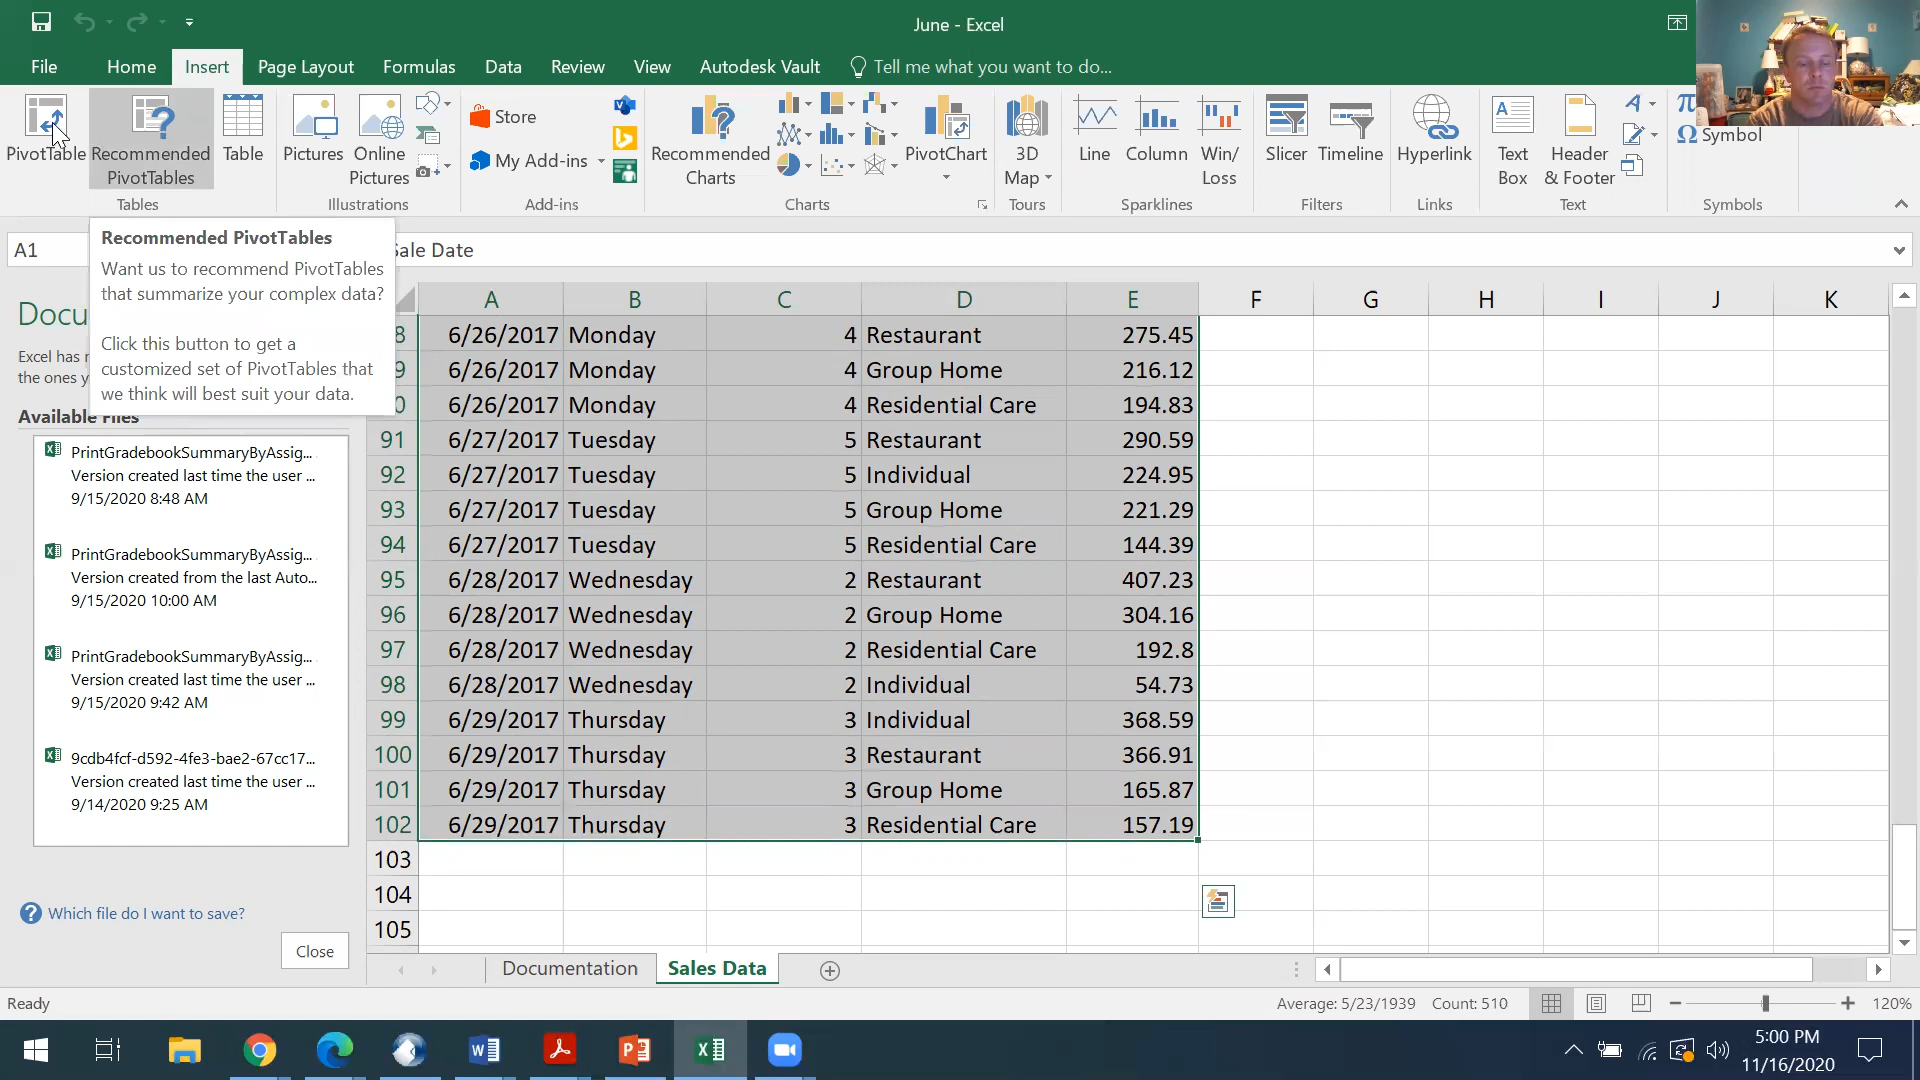 June - Excel
File Home Insert Page Layout Formulas Data Review View Autodesk Vault Tell me what you want to do...
PivotTable
Recommended
PivotTables
Table
Tables
Pictures
Online
Pictures
Illustrations
Store
My Add-ins
Add-ins
Recommended
Charts
PivotChart
Charts
3D
Map
Tours
Line
Column
Win/
Loss
Sparklines
Slicer
Timeline
Filters
Hyperlink
Links
Text
Box
Header
& Footer
Text
π
Ω Symbol
Symbols
A1
Sale Date
Recommended PivotTables
Want us to recommend PivotTables
that summarize your complex data?
Click this button to get a
customized set of PivotTables that
we think will best suit your data.
Docu
Excel has
the ones y
Available Files
PrintGradebookSummaryByAssig...
Version created last time the user ...
9/15/2020 8:48 AM
PrintGradebookSummaryByAssig...
Version created from the last Auto...
9/15/2020 10:00 AM
PrintGradebookSummaryByAssig...
Version created last time the user ...
9/15/2020 9:42 AM
9cdb4fcf-d592-4fe3-bae2-67cc17...
Version created last time the user ...
9/14/2020 9:25 AM
Which file do I want to save?
Close
A B C D E F G H I J K
8 6/26/2017 Monday 4 Restaurant 275.45
9 6/26/2017 Monday 4 Group Home 216.12
0 6/26/2017 Monday 4 Residential Care 194.83
91 6/27/2017 Tuesday 5 Restaurant 290.59
92 6/27/2017 Tuesday 5 Individual 224.95
93 6/27/2017 Tuesday 5 Group Home 221.29
94 6/27/2017 Tuesday 5 Residential Care 144.39
95 6/28/2017 Wednesday 2 Restaurant 407.23
96 6/28/2017 Wednesday 2 Group Home 304.16
97 6/28/2017 Wednesday 2 Residential Care 192.8
98 6/28/2017 Wednesday 2 Individual 54.73
99 6/29/2017 Thursday 3 Individual 368.59
100 6/29/2017 Thursday 3 Restaurant 366.91
101 6/29/2017 Thursday 3 Group Home 165.87
102 6/29/2017 Thursday 3 Residential Care 157.19
103
104
105
Documentation Sales Data
Ready
Average: 5/23/1939 Count: 510
120%
5:00 PM
11/16/2020